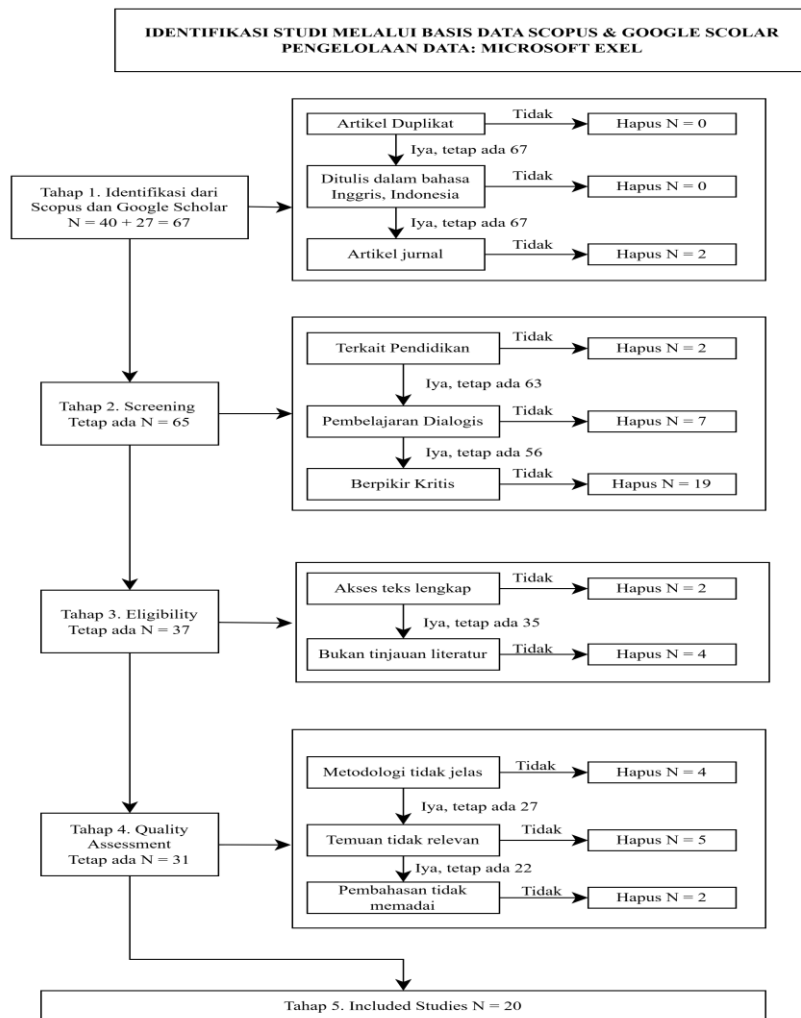 IDENTIFIKASI STUDI MELALUI BASIS DATA SCOPUS & GOOGLE SCOLAR
PENGELOLAAN DATA: MICROSOFT EXEL
Tahap 1. Identifikasi dari
Scopus dan Google Scholar
N = 40 + 27 = 67
Artikel Duplikat
Tidak
Hapus N = 0
Iya, tetap ada 67
Ditulis dalam bahasa
Inggris, Indonesia
Tidak
Hapus N = 0
Iya, tetap ada 67
Artikel jurnal
Tidak
Hapus N = 2
Tahap 2. Screening
Tetap ada N = 65
Terkait Pendidikan
Tidak
Hapus N = 2
Iya, tetap ada 63
Pembelajaran Dialogis
Tidak
Hapus N = 7
Iya, tetap ada 56
Berpikir Kritis
Tidak
Hapus N = 19
Tahap 3. Eligibility
Tetap ada N = 37
Akses teks lengkap
Tidak
Hapus N = 2
Iya, tetap ada 35
Bukan tinjauan literatur
Tidak
Hapus N = 4
Tahap 4. Quality
Assessment
Tetap ada N = 31
Metodologi tidak jelas
Tidak
Hapus N = 4
Iya, tetap ada 27
Temuan tidak relevan
Tidak
Hapus N = 5
Iya, tetap ada 22
Pembahasan tidak
memadai
Tidak
Hapus N = 2
Tahap 5. Included Studies N = 20